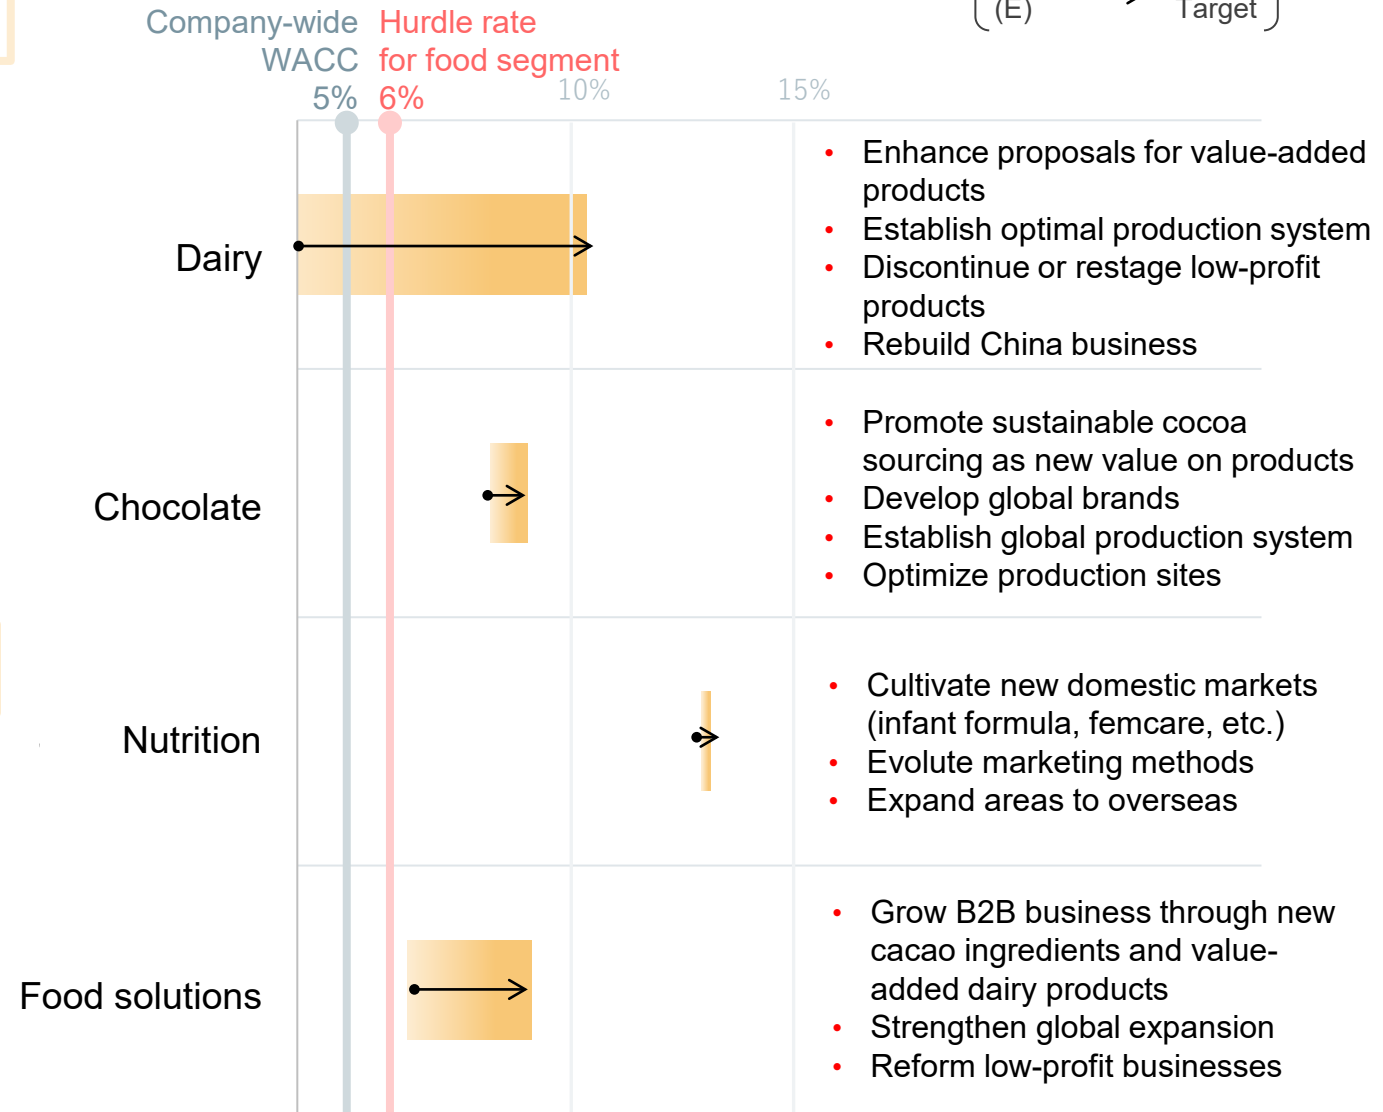 (E)
Target
Company-wide
WACC
5%
Hurdle rate
for food segment
6%
10%
15%
Dairy
• Enhance proposals for value-added
products
• Establish optimal production system
• Discontinue or restage low-profit
products
• Rebuild China business
Chocolate
• Promote sustainable cocoa
sourcing as new value on products
• Develop global brands
• Establish global production system
• Optimize production sites
Nutrition
• Cultivate new domestic markets
(infant formula, femcare, etc.)
• Evolute marketing methods
• Expand areas to overseas
Food solutions
• Grow B2B business through new
cacao ingredients and value-
added dairy products
• Strengthen global expansion
• Reform low-profit businesses